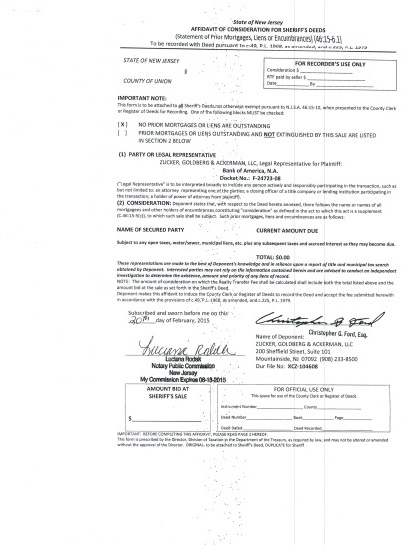 State of New Jersey
AFFIDAVIT OF CONSIDERATION FOR SHERIFF'S DEEDS
(Statement of Prior Mortgages, Liens or Encumbrances) (46:15-6.1)
To be recorded with Deed pursuant to c.49, P.L. 1968, as amended, and c.225, P.L. 1979
STATE OF NEW JERSEY
$
COUNTY OF UNION
FOR RECORDER'S USE ONLY
Consideration $
RTF paid by seller $
Date By
IMPORTANT NOTE:
This form is to be attached to all Sheriff's Deeds, not otherwise exempt pursuant to N.J.S.A. 46:15-10, when presented to the County Clerk
or Register of Deeds for Recording. One of the following blocks MUST be checked:
[ X ] NO PRIOR MORTGAGES OR LIENS ARE OUTSTANDING
[ ] PRIOR MORTGAGES OR LIENS OUTSTANDING AND NOT EXTINGUISHED BY THIS SALE ARE LISTED
IN SECTION 2 BELOW
(1) PARTY OR LEGAL REPRESENTATIVE
ZUCKER, GOLDBERG & ACKERMAN, LLC, Legal Representative for Plaintiff:
Bank of America, N.A.
Docket No.: F-24723-08
("Legal Representative" is to be interpreted broadly to include any person actively and responsibly participating in the transaction, such as
but not limited to: an attorney representing one of the parties; a closing officer of a title company or lending institution participating in
the transaction; a holder of power of attorney from plaintiff).
(2) CONSIDERATION: Deponent states that, with respect to the Deed hereto annexed, there follows the name or names of all
mortgagees and other holders of encumbrances constituting "consideration" as defined in the act to which this act is a supplement
(C.46:15-5(c)), to which such sale shall be subject. Such prior mortgages, liens and encumbrances are as follows:
NAME OF SECURED PARTY CURRENT AMOUNT DUE
Subject to any open taxes, water/sewer, municipal liens, etc. plus any subsequent taxes and accrued interest as they may become due.
TOTAL: $0.00
These representations are made to the best of Deponent's knowledge and in reliance upon a report of title and municipal tax search
obtained by Deponent. Interested parties may not rely on the information contained herein and are advised to conduct an independent
investigation to determine the existence, amount and priority of any liens of record.
NOTE: The amount of consideration on which the Realty Transfer Fee shall be calculated shall include both the total listed above and the
amount bid at the sale as set forth in the Sheriff's Deed.
Deponent makes this affidavit to induce the County Clerk or Register of Deeds to record the Deed and accept the fee submitted herewith
in accordance with the provisions of c.49, P.L. 1968, as amended, and c.225, P.L. 1979.
Subscribed and sworn before me on this
20th day of February, 2015
Christopher G. Ford
Christopher G. Ford, Esq.
Name of Deponent:
ZUCKER, GOLDBERG & ACKERMAN, LLC
200 Sheffield Street, Suite 101
Mountainside, NJ 07092 (908) 233-8500
Our File No: XCZ-104608
Luciana Rodek
Luciana Rodek
Notary Public Commission
New Jersey
My Commission Expires 06-18-2015
AMOUNT BID AT
SHERIFF'S SALE
$
FOR OFFICIAL USE ONLY
This space for use of the County Clerk or Register of Deeds
Instrument Number County
Deed Number Book Page
Deed Dated Deed Recorded
IMPORTANT: BEFORE COMPLETING THIS AFFIDAVIT, PLEASE READ PAGE 2 HEREOF.
This form is prescribed by the Director, Division of Taxation in the Department of the Treasury, as required by law, and may not be altered or amended
without the approval of the Director. ORIGINAL: to be attached to Sheriff's Deed, DUPLICATE for Sheriff